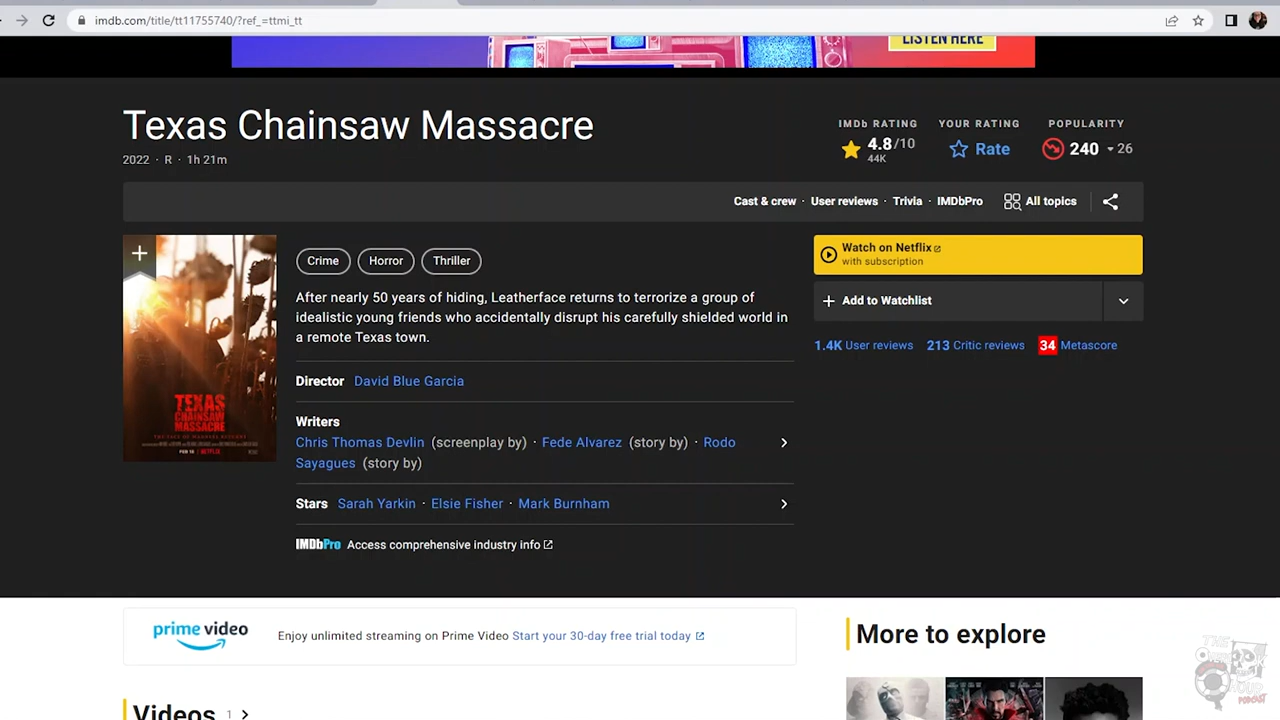 imdb.com/title/tt11755740/?ref_=ttmi_tt
LISTEN HERE
Texas Chainsaw Massacre
2022 · R · 1h 21m
IMDb RATING
4.8/10
44K
YOUR RATING
Rate
POPULARITY
240
26
Cast & crew · User reviews · Trivia · IMDbPro
All topics
Crime
Horror
Thriller
After nearly 50 years of hiding, Leatherface returns to terrorize a group of
idealistic young friends who accidentally disrupt his carefully shielded world in
a remote Texas town.
Director David Blue Garcia
Writers
Chris Thomas Devlin (screenplay by) · Fede Alvarez (story by) · Rodo
Sayagues (story by)
Stars Sarah Yarkin · Elsie Fisher · Mark Burnham
IMDbPro Access comprehensive industry info
TEXAS
CHAINSAW
MASSACRE
THE FACE OF MADNESS RETURNS
NETFLIX
Watch on Netflix
with subscription
Add to Watchlist
1.4K User reviews
213 Critic reviews
34 Metascore
prime video
Enjoy unlimited streaming on Prime Video Start your 30-day free trial today
More to explore
Videos 1
PODCAST